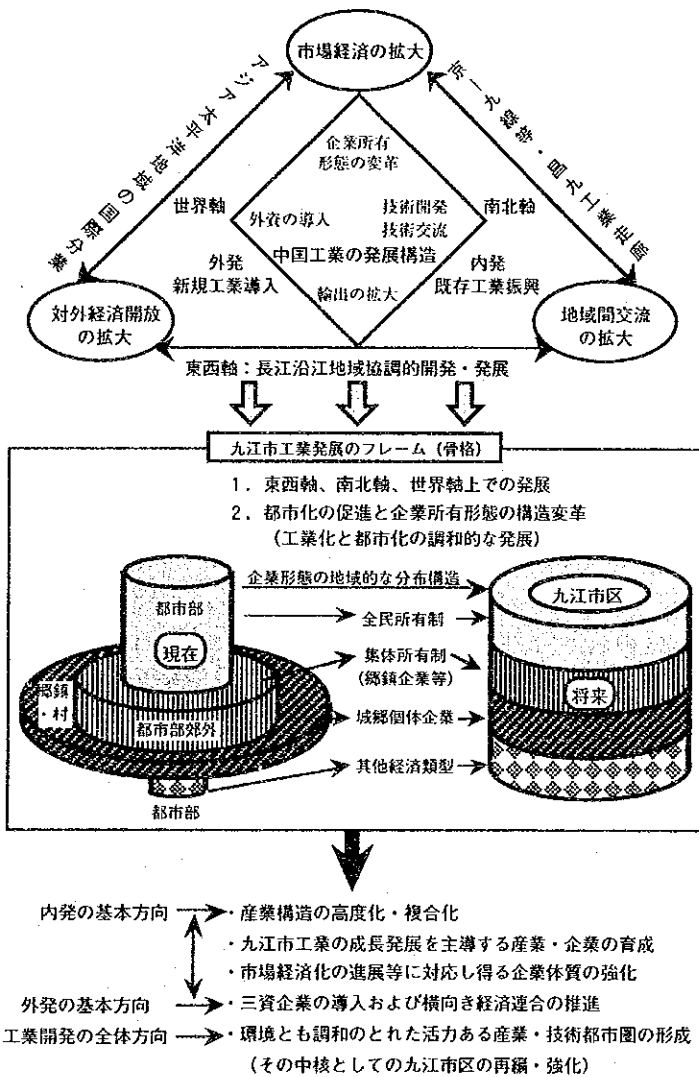 市場経済の拡大
アジア太平洋地域の国際分業
京－九線帯・昌九工業走廊
企業所有
形態の変革
世界軸
南北軸
外資の導入
技術開発
技術交流
中国工業の発展構造
外発
新規工業導入
内発
既存工業振興
輸出の拡大
対外経済開放
の拡大
地域間交流
の拡大
東西軸：長江沿江地域協調的開発・発展
九江市工業発展のフレーム（骨格）
1．東西軸、南北軸、世界軸上での発展
2．都市化の促進と企業所有形態の構造変革
（工業化と都市化の調和的な発展）
企業形態の地域的な分布構造
都市部
現在
郷鎮
・村
都市部郊外
都市部
全民所有制
集体所有制
（郷鎮企業等）
城郷個体企業
其他経済類型
九江市区
将来
内発の基本方向
・産業構造の高度化・複合化
・九江市工業の成長発展を主導する産業・企業の育成
・市場経済化の進展等に対応し得る企業体質の強化
外発の基本方向
・三資企業の導入および横向き経済連合の推進
工業開発の全体方向
・環境とも調和のとれた活力ある産業・技術都市圏の形成
（その中核としての九江市区の再編・強化）